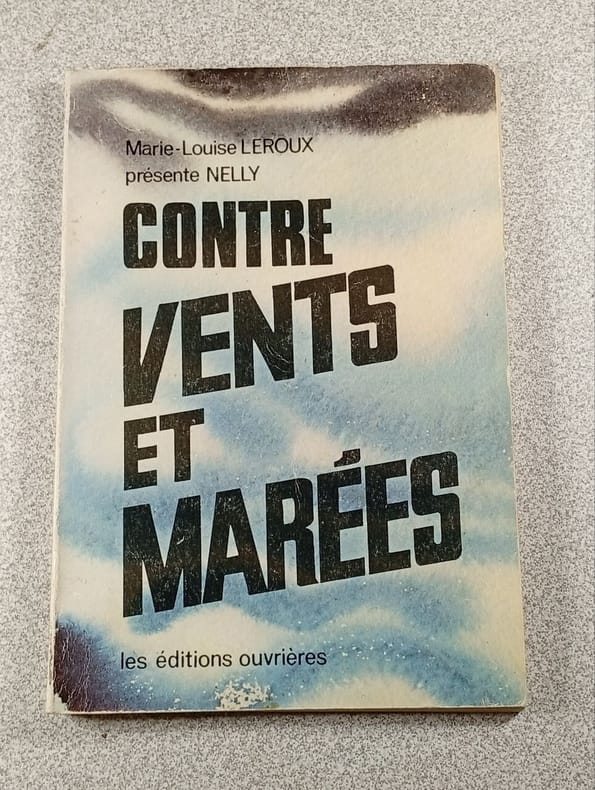 Marie-Louise LEROUX
présente NELLY
CONTRE
VENTS
ET
MARÉES
les éditions ouvrières